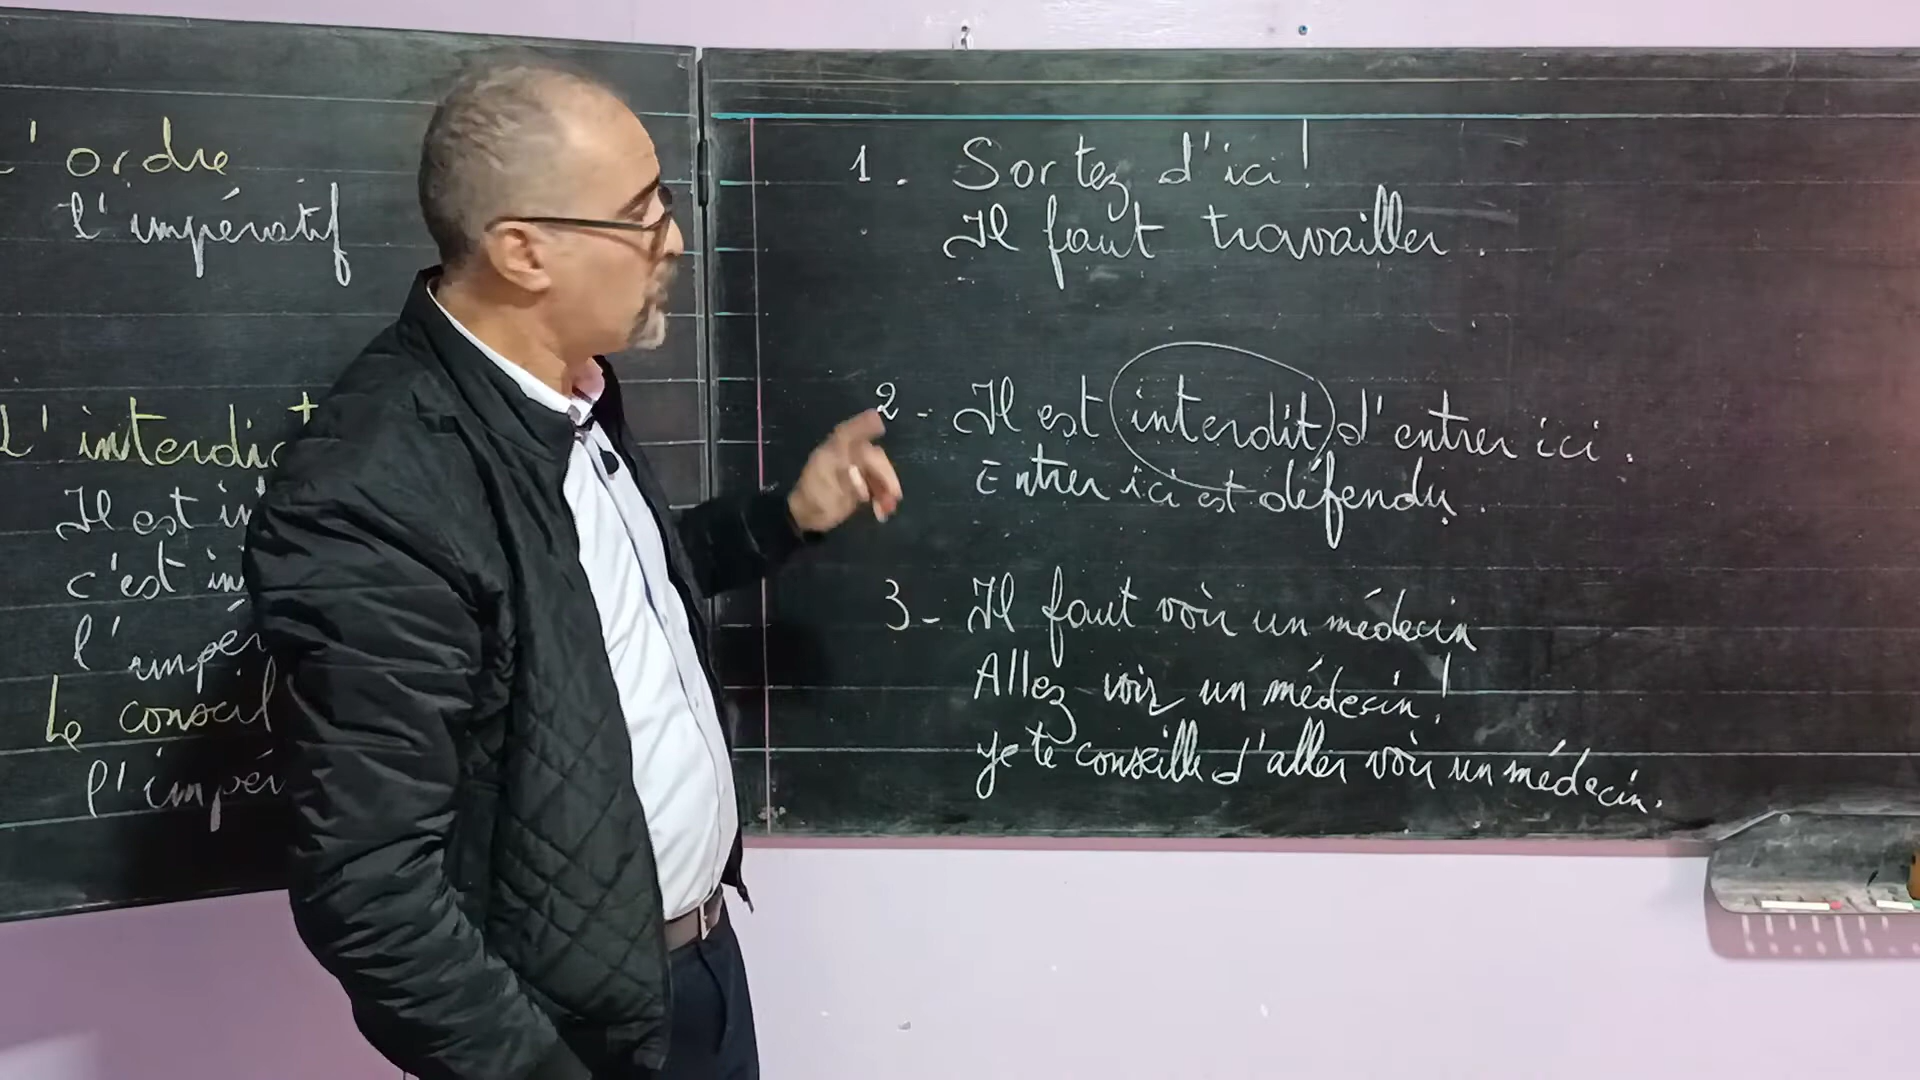 L'ordre
l'impératif
L'interdict
Il est in
c'est in
l'impér
Le conseil
l'impér
1. Sortez d'ici !
Il faut travailler.
2- Il est interdit d'entrer ici.
Entrer ici est défendu.
3- Il faut voir un médecin
Allez voir un médecin !
je te conseille d'aller voir un médecin.